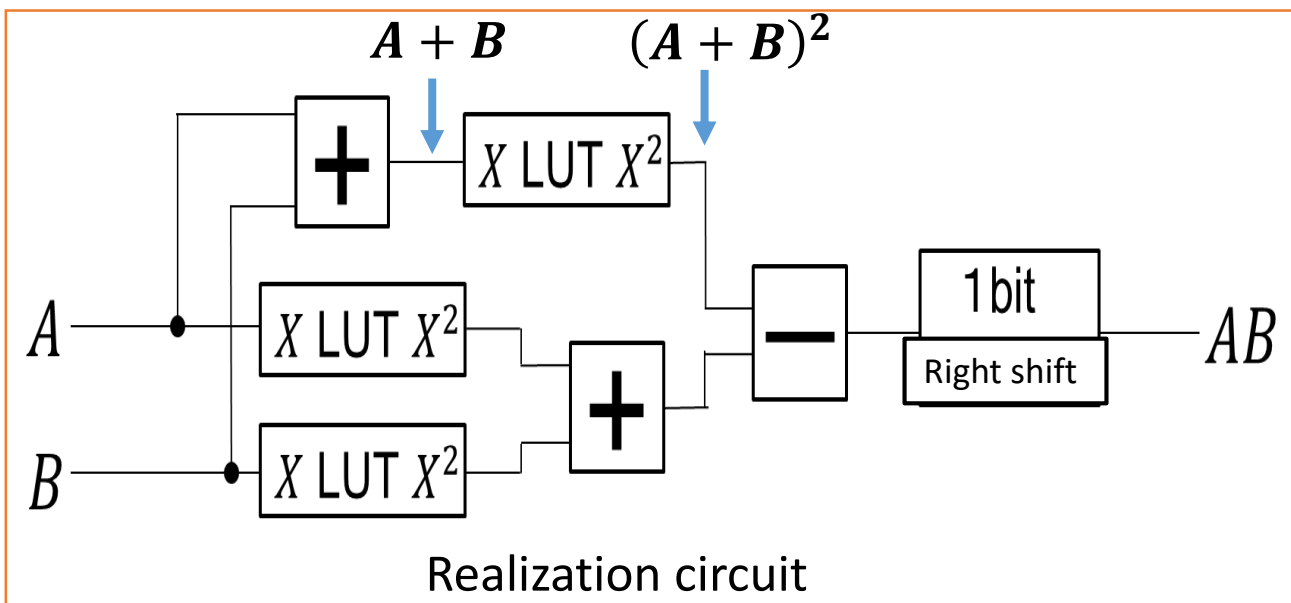 A + B
(A + B)²
+
X LUT X²
A
X LUT X²
+
−
1bit
Right shift
AB
B
X LUT X²
Realization circuit